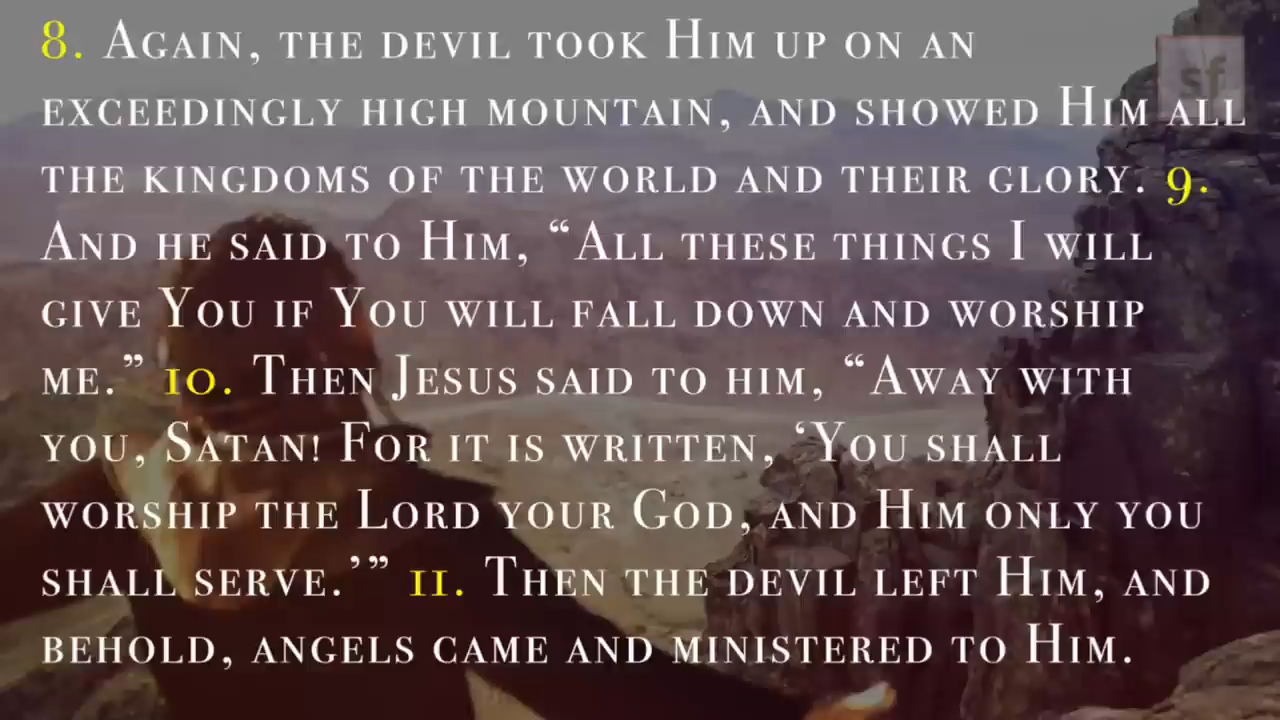 8. Again, the devil took Him up on an
sf
exceedingly high mountain, and showed Him all
the kingdoms of the world and their glory. 9.
And he said to Him, “All these things I will
give You if You will fall down and worship
me.” 10. Then Jesus said to him, “Away with
you, Satan! For it is written, ‘You shall
worship the Lord your God, and Him only you
shall serve.’” 11. Then the devil left Him, and
behold, angels came and ministered to Him.